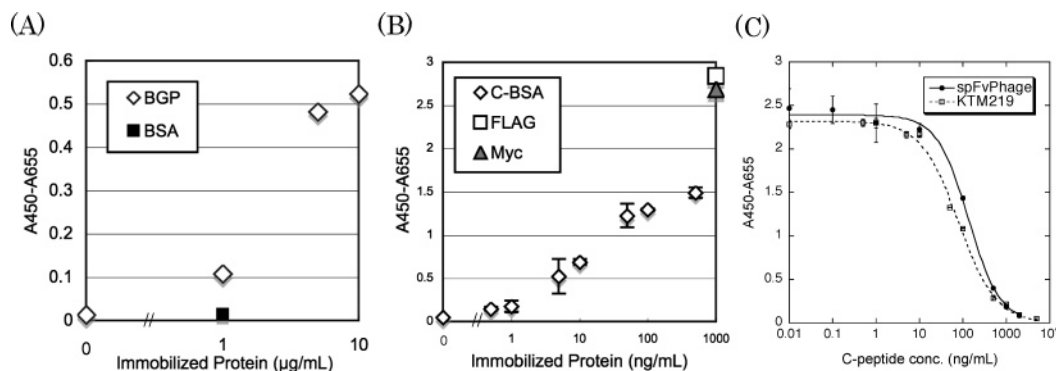 (A)
A450-A655
0.6
0.5
0.4
0.3
0.2
0.1
0
BGP
BSA
0
//
1
10
Immobilized Protein (µg/mL)
(B)
A450-A655
3
2.5
2
1.5
1
0.5
0
C-BSA
FLAG
Myc
0
//
1
10
100
1000
Immobilized Protein (ng/mL)
(C)
A450-A655
3
2.5
2
1.5
1
0.5
0
spFvPhage
KTM219
0.01
0.1
1
10
100
1000
C-peptide conc. (ng/mL)